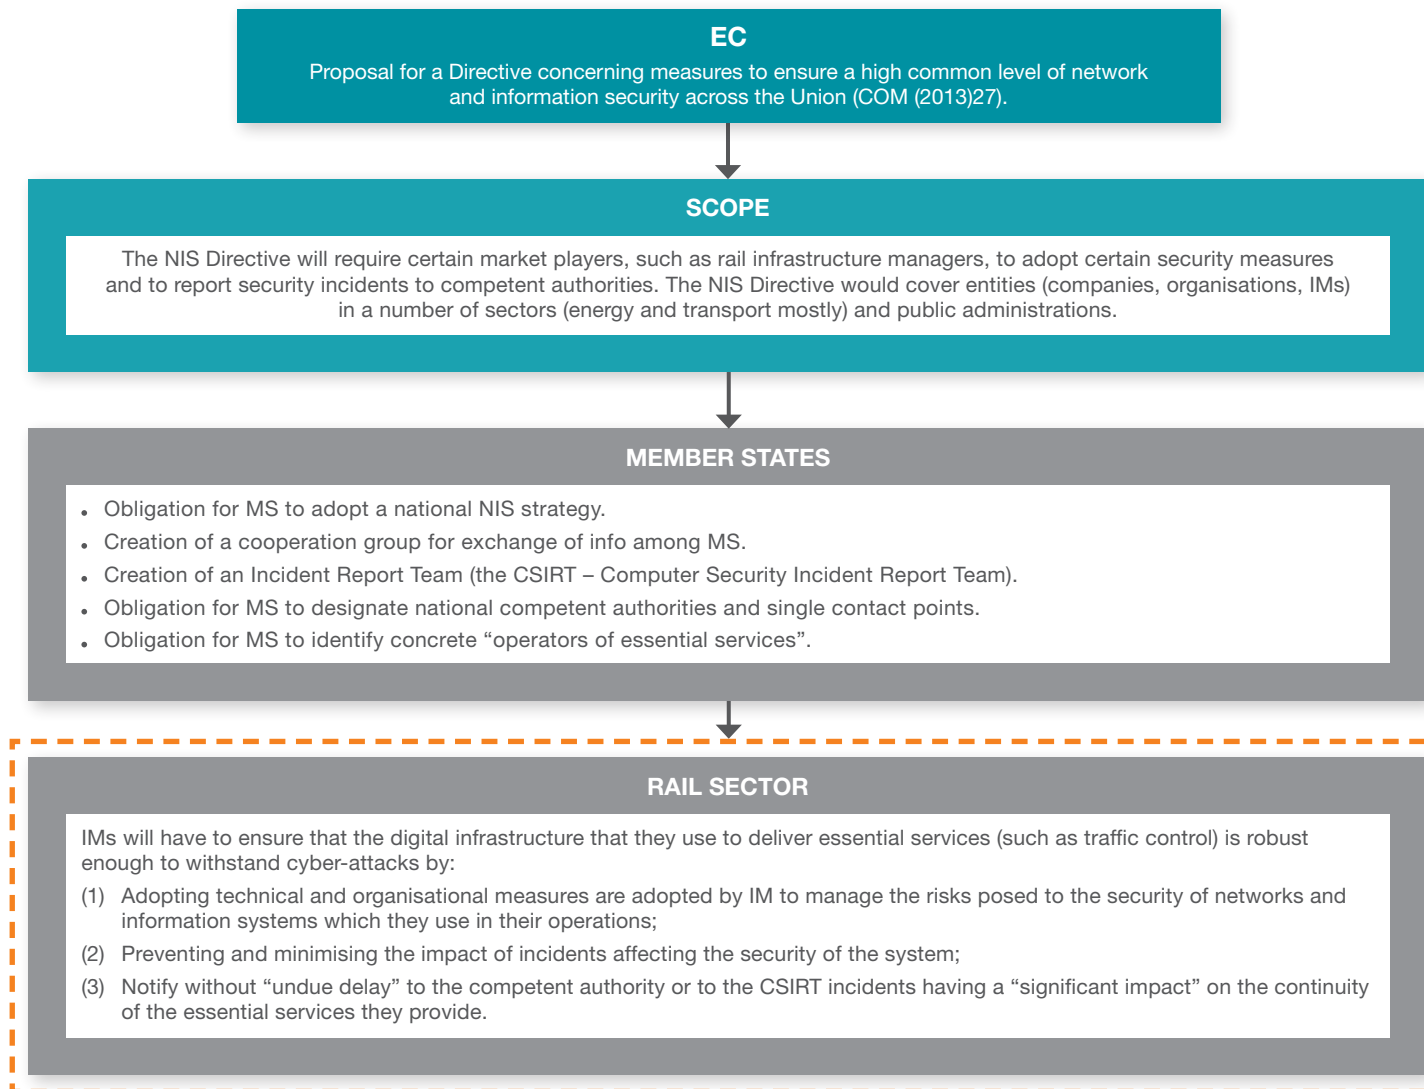 EC
Proposal for a Directive concerning measures to ensure a high common level of network
and information security across the Union (COM (2013)27).
SCOPE
The NIS Directive will require certain market players, such as rail infrastructure managers, to adopt certain security measures
and to report security incidents to competent authorities. The NIS Directive would cover entities (companies, organisations, IMs)
in a number of sectors (energy and transport mostly) and public administrations.
MEMBER STATES
• Obligation for MS to adopt a national NIS strategy.
• Creation of a cooperation group for exchange of info among MS.
• Creation of an Incident Report Team (the CSIRT – Computer Security Incident Report Team).
• Obligation for MS to designate national competent authorities and single contact points.
• Obligation for MS to identify concrete “operators of essential services”.
RAIL SECTOR
IMs will have to ensure that the digital infrastructure that they use to deliver essential services (such as traffic control) is robust
enough to withstand cyber-attacks by:
(1) Adopting technical and organisational measures are adopted by IM to manage the risks posed to the security of networks and
information systems which they use in their operations;
(2) Preventing and minimising the impact of incidents affecting the security of the system;
(3) Notify without “undue delay” to the competent authority or to the CSIRT incidents having a “significant impact” on the continuity
of the essential services they provide.